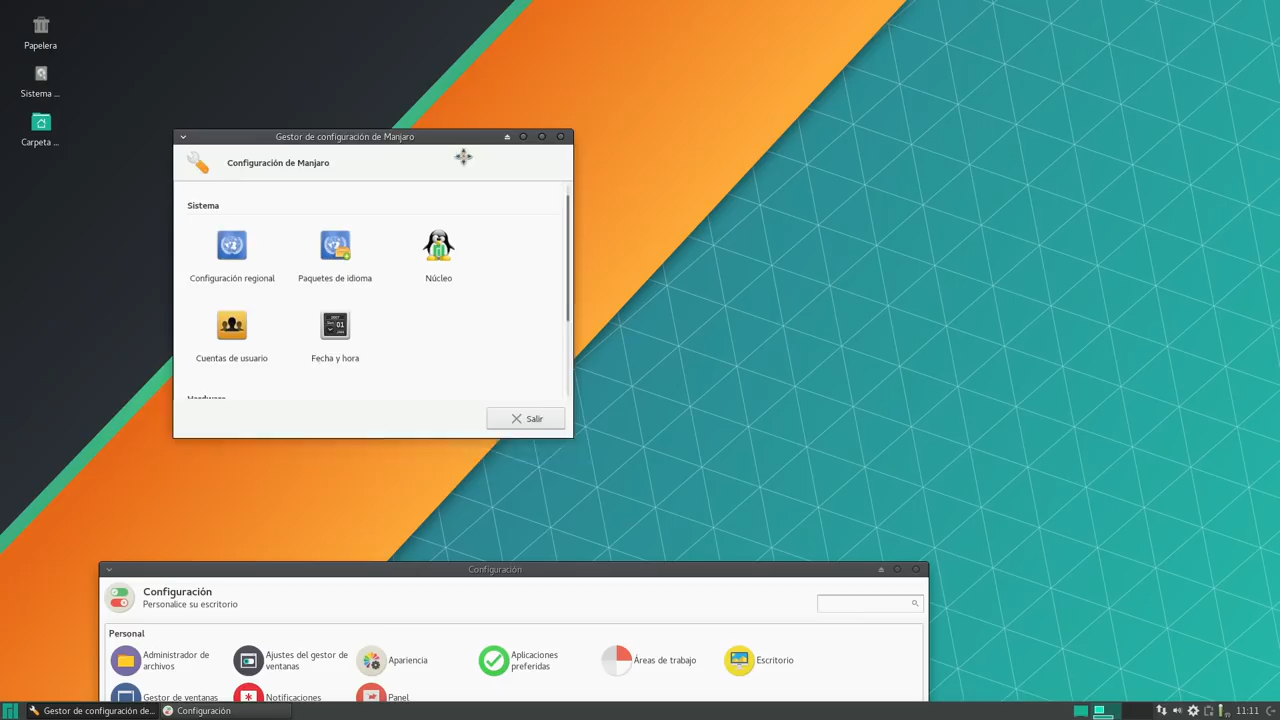 Papelera
Sistema ...
Carpeta ...
Gestor de configuración de Manjaro
Configuración de Manjaro
Sistema
Configuración regional
Paquetes de idioma
Núcleo
Cuentas de usuario
Fecha y hora
Hardware
Salir
Configuración
Configuración
Personalice su escritorio
Personal
Administrador de archivos
Ajustes del gestor de ventanas
Apariencia
Aplicaciones preferidas
Áreas de trabajo
Escritorio
Gestor de ventanas
Notificaciones
Panel
Gestor de configuración de...
Configuración
11:11